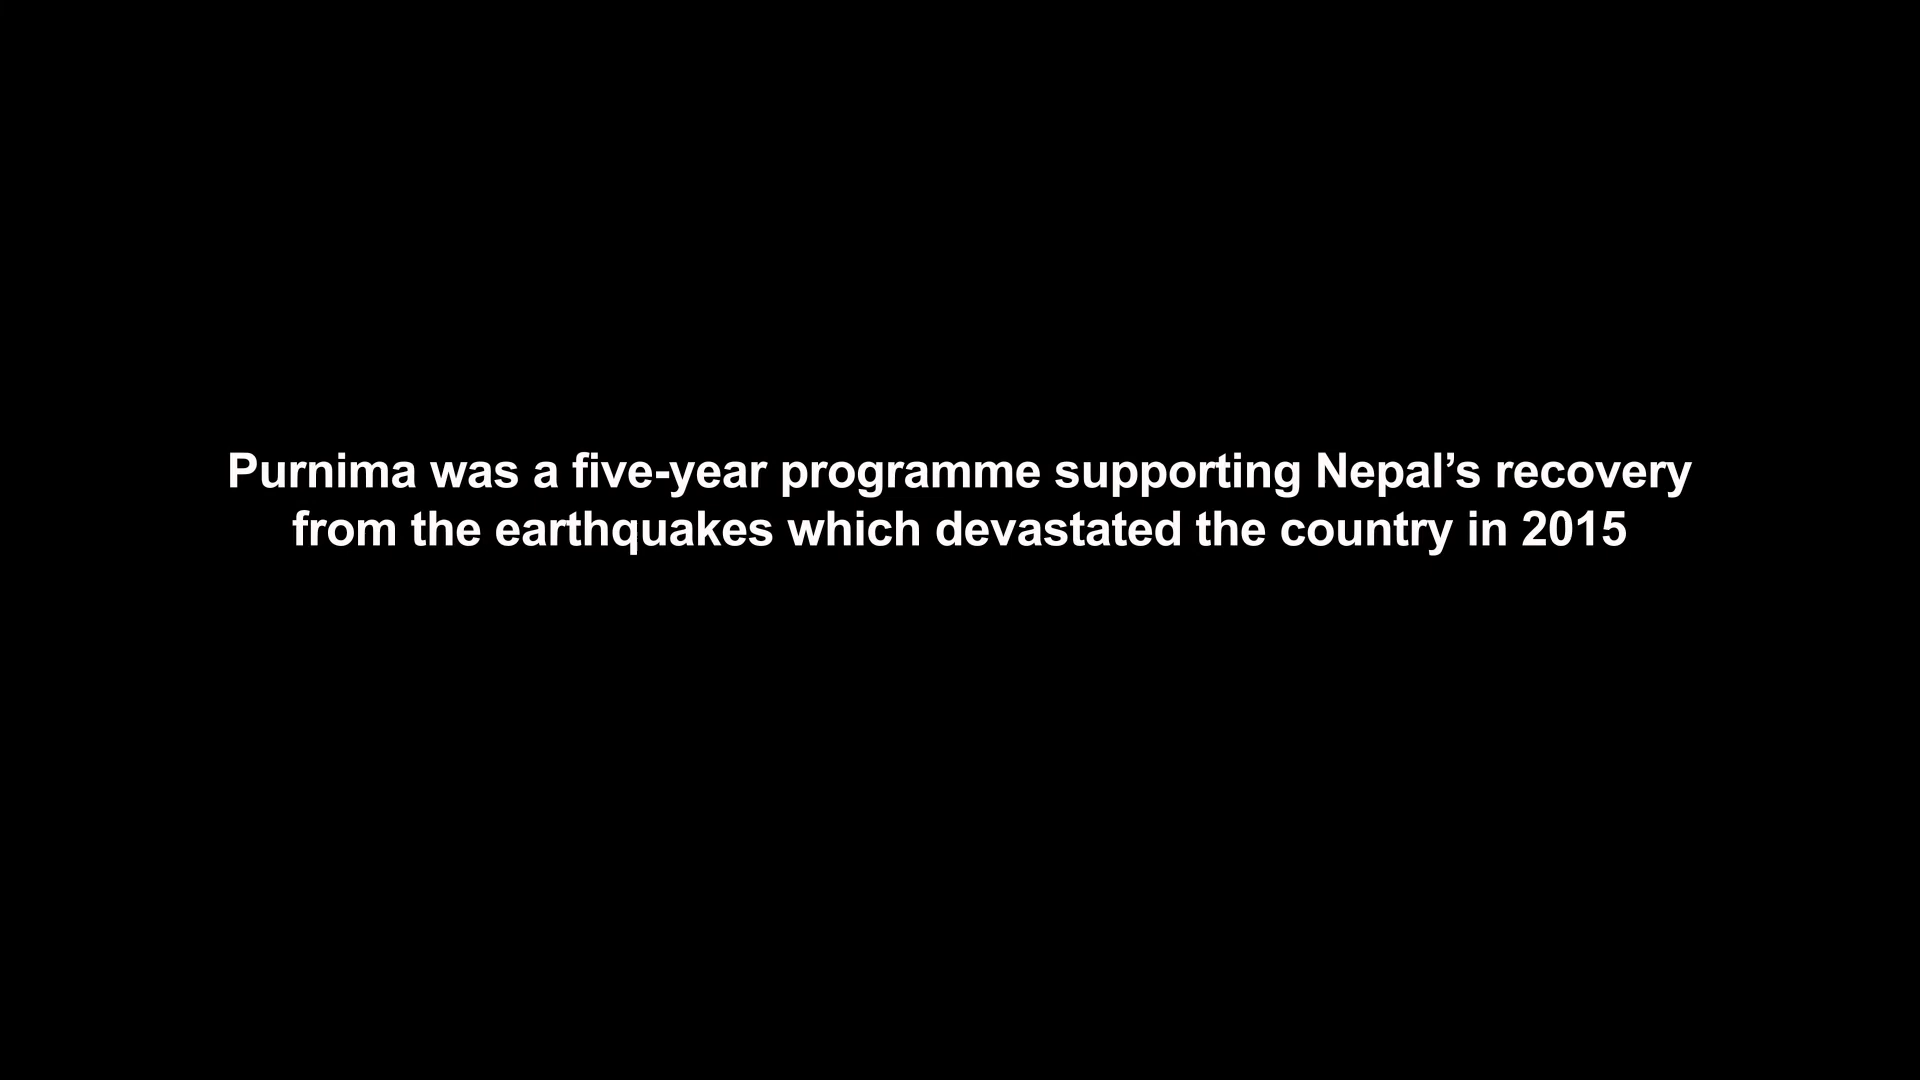 Purnima was a five-year programme supporting Nepal’s recovery
from the earthquakes which devastated the country in 2015